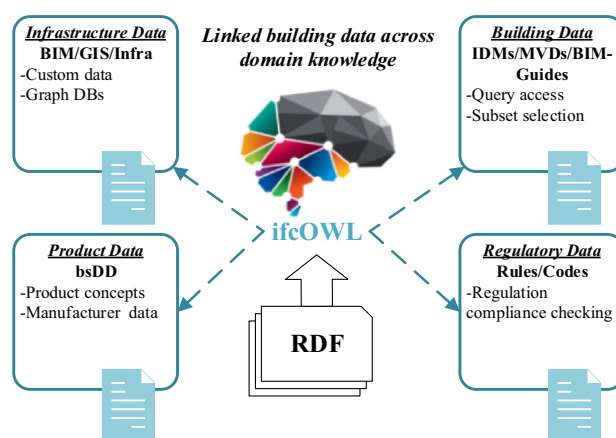 Infrastructure Data
BIM/GIS/Infra
-Custom data
-Graph DBs
Linked building data across
domain knowledge
Building Data
IDMs/MVDs/BIM-
Guides
-Query access
-Subset selection
ifcOWL
Product Data
bsDD
-Product concepts
-Manufacturer data
RDF
Regulatory Data
Rules/Codes
-Regulation
compliance checking